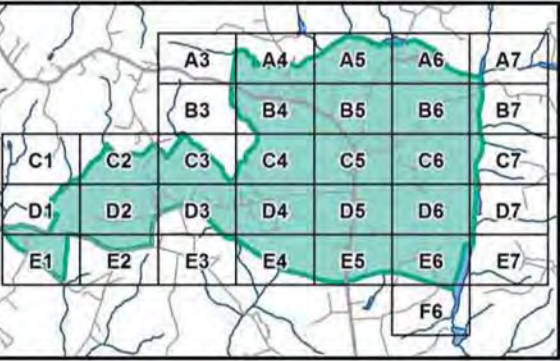 A3 A4 A5 A6 A7
B3 B4 B5 B6 B7
C1 C2 C3 C4 C5 C6 C7
D1 D2 D3 D4 D5 D6 D7
E1 E2 E3 E4 E5 E6 E7
F6